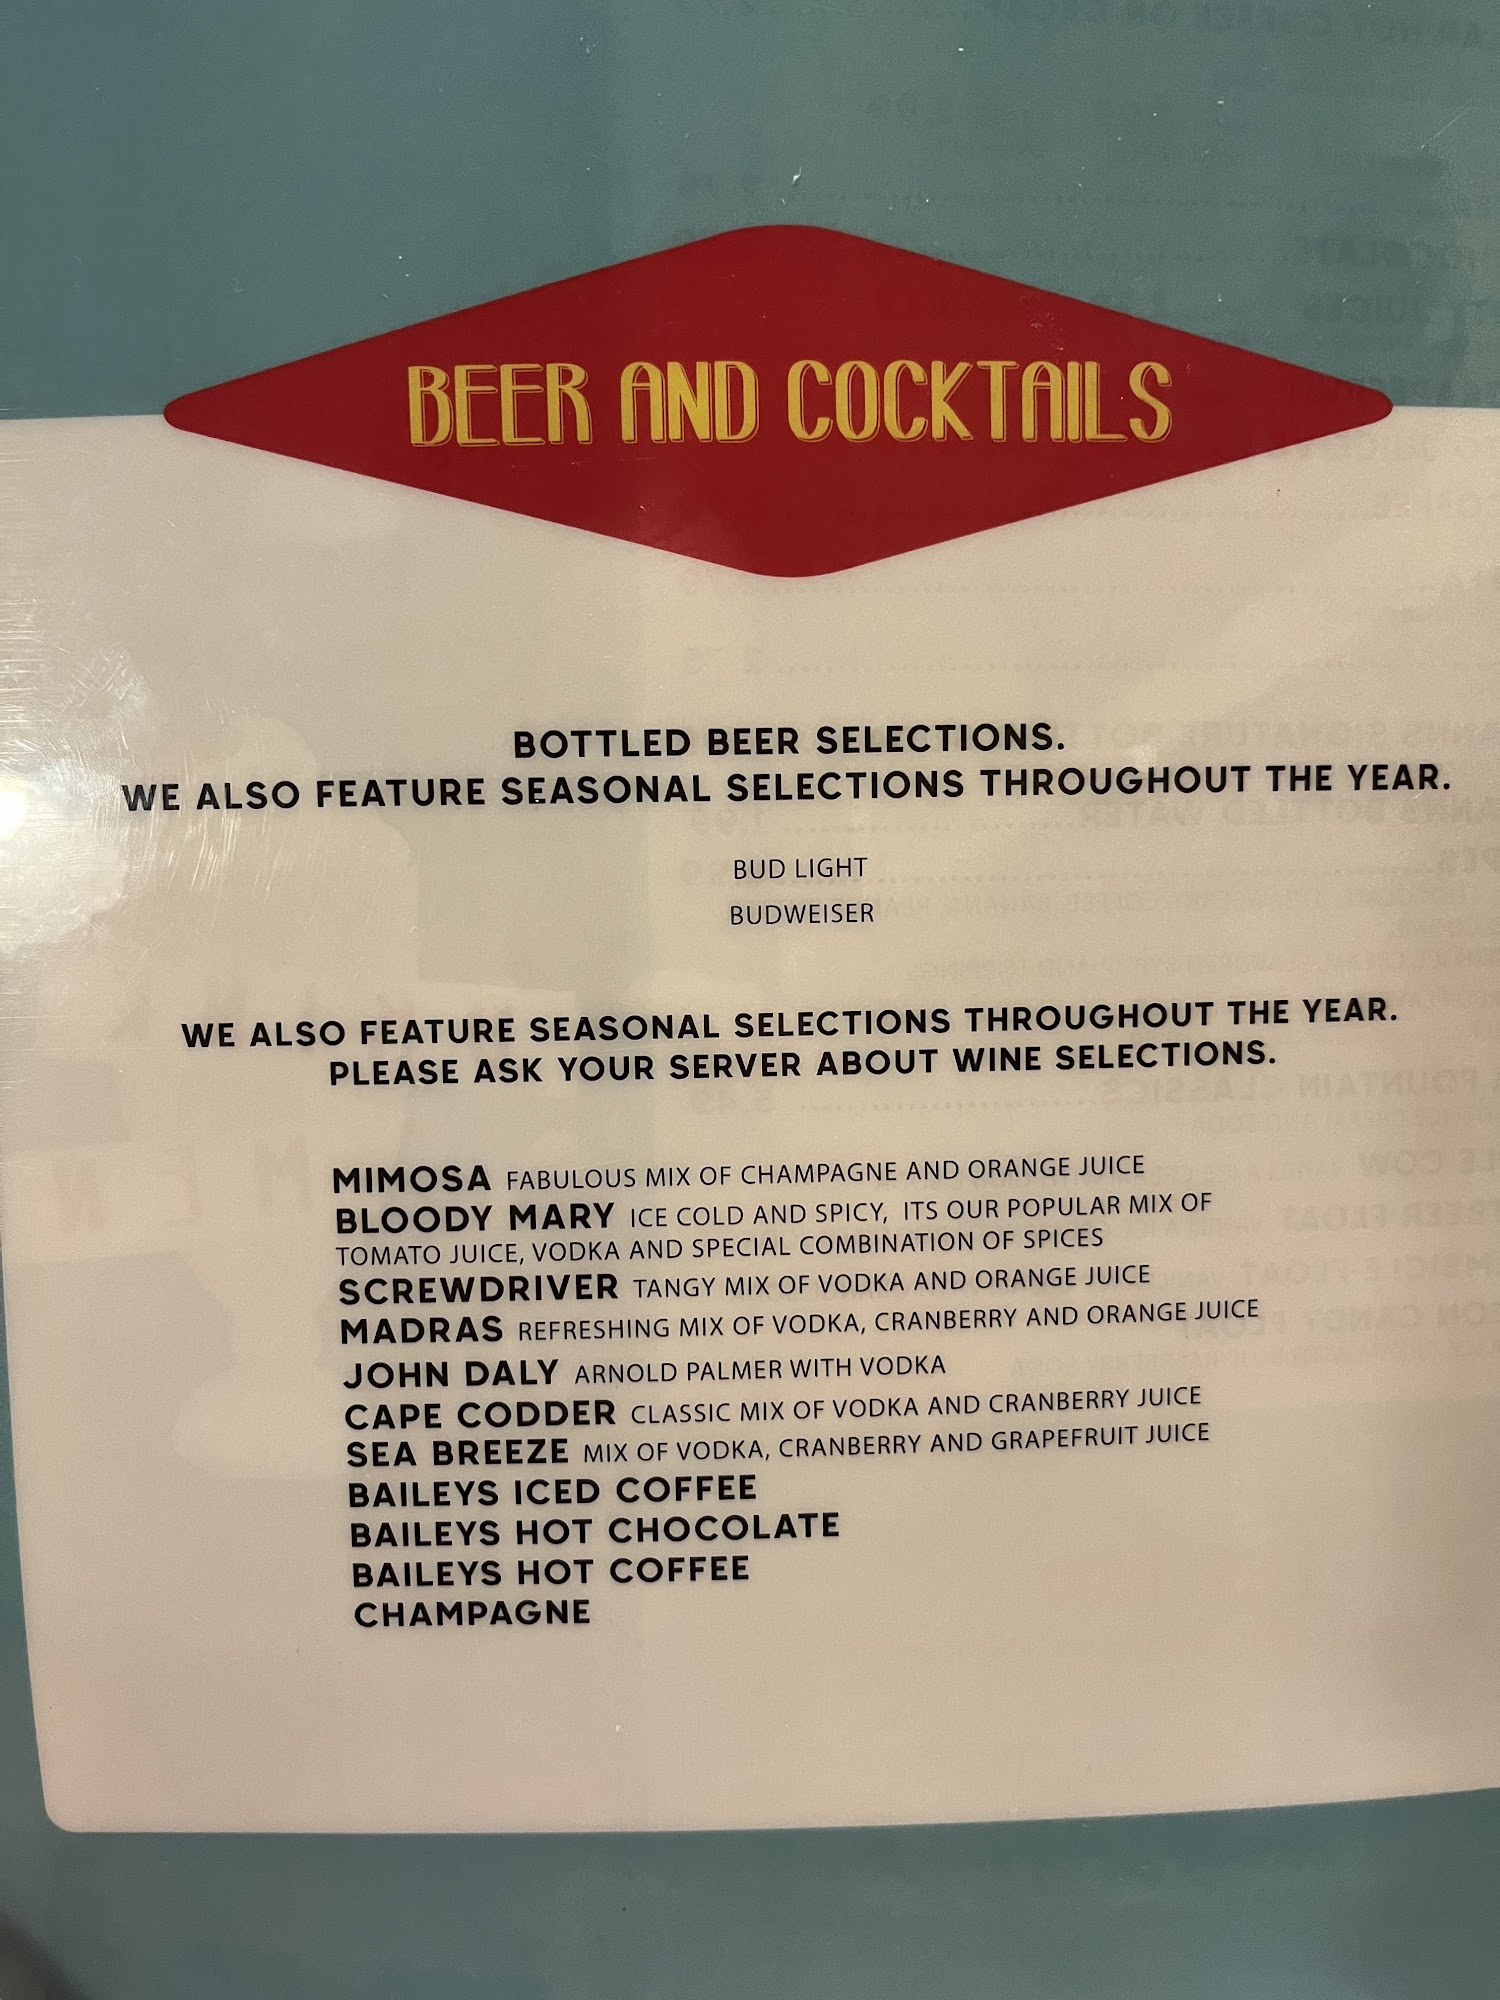 BEER AND COCKTAILS
BOTTLED BEER SELECTIONS.
WE ALSO FEATURE SEASONAL SELECTIONS THROUGHOUT THE YEAR.
BUD LIGHT
BUDWEISER
WE ALSO FEATURE SEASONAL SELECTIONS THROUGHOUT THE YEAR.
PLEASE ASK YOUR SERVER ABOUT WINE SELECTIONS.
MIMOSA FABULOUS MIX OF CHAMPAGNE AND ORANGE JUICE
BLOODY MARY ICE COLD AND SPICY, ITS OUR POPULAR MIX OF
TOMATO JUICE, VODKA AND SPECIAL COMBINATION OF SPICES
SCREWDRIVER TANGY MIX OF VODKA AND ORANGE JUICE
MADRAS REFRESHING MIX OF VODKA, CRANBERRY AND ORANGE JUICE
JOHN DALY ARNOLD PALMER WITH VODKA
CAPE CODDER CLASSIC MIX OF VODKA AND CRANBERRY JUICE
SEA BREEZE MIX OF VODKA, CRANBERRY AND GRAPEFRUIT JUICE
BAILEYS ICED COFFEE
BAILEYS HOT CHOCOLATE
BAILEYS HOT COFFEE
CHAMPAGNE